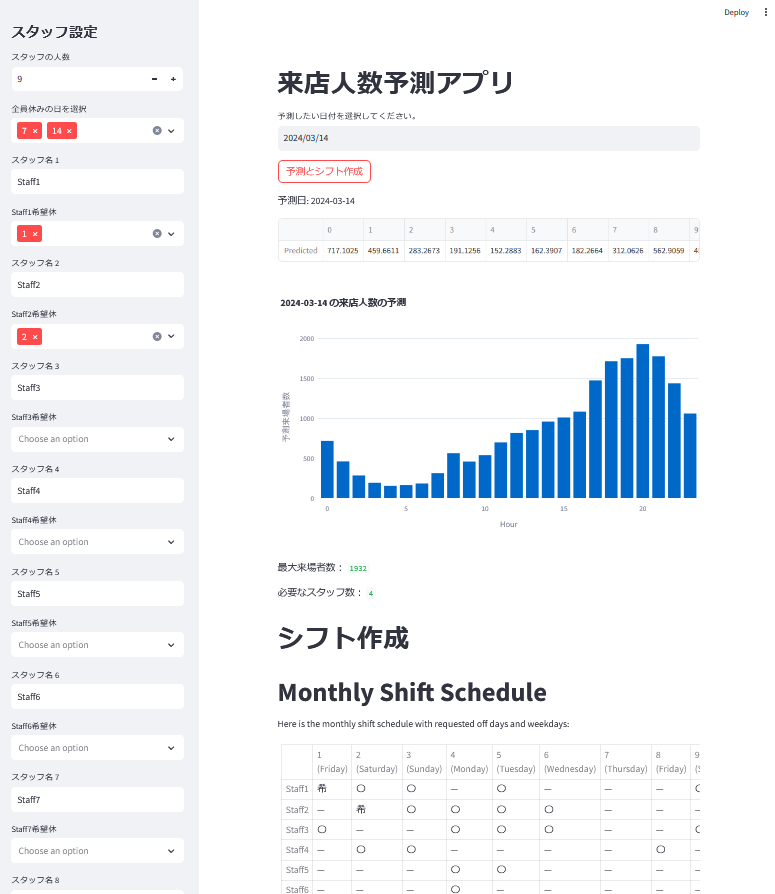 Deploy
スタッフ設定
スタッフの人数
9
全員休みの日を選択
7 × 14 ×
スタッフ名 1
Staff1
Staff1希望休
1 ×
スタッフ名 2
Staff2
Staff2希望休
2 ×
スタッフ名 3
Staff3
Staff3希望休
Choose an option
スタッフ名 4
Staff4
Staff4希望休
Choose an option
スタッフ名 5
Staff5
Staff5希望休
Choose an option
スタッフ名 6
Staff6
Staff6希望休
Choose an option
スタッフ名 7
Staff7
Staff7希望休
Choose an option
スタッフ名 8
来店人数予測アプリ
予測したい日付を選択してください。
2024/03/14
予測とシフト作成
予測日: 2024-03-14
0 1 2 3 4 5 6 7 8 9
Predicted 717.1025 459.6611 283.2673 191.1256 152.2883 162.3907 182.2664 312.0626 562.9059
2024-03-14 の来店人数の予測
2000
1500
1000
500
0
予測来場者数
0 5 10 15 20
Hour
最大来場者数： 1932
必要なスタッフ数： 4
シフト作成
Monthly Shift Schedule
Here is the monthly shift schedule with requested off days and weekdays:
1 2 3 4 5 6 7 8 9
(Friday) (Saturday) (Sunday) (Monday) (Tuesday) (Wednesday) (Thursday) (Friday)
Staff1 希 〇 〇 — 〇 — — — 〇
Staff2 — 希 〇 〇 〇 〇 — — —
Staff3 〇 — — 〇 〇 〇 — — 〇
Staff4 — 〇 〇 — — — — 〇 —
Staff5 — — — 〇 〇 — — — —
Staff6 — — — 〇 — — — — —